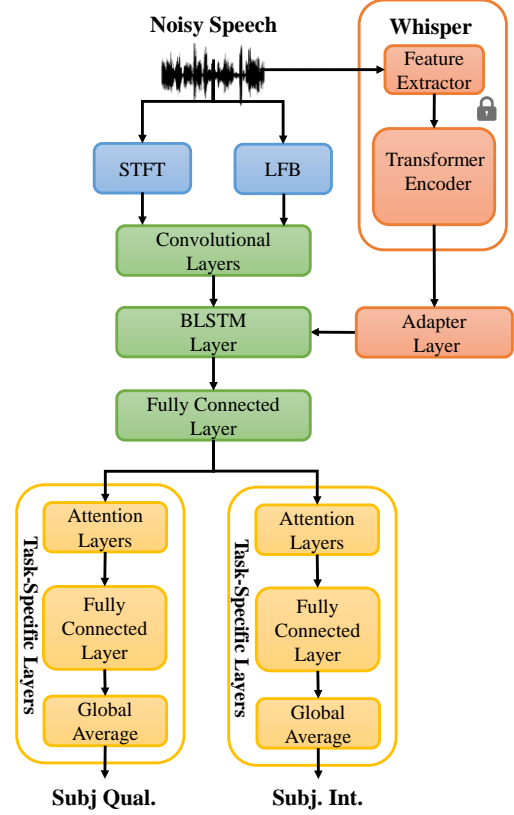 Noisy Speech
Whisper
Feature
Extractor
STFT
LFB
Transformer
Encoder
Convolutional
Layers
BLSTM
Layer
Adapter
Layer
Fully Connected
Layer
Task-Specific Layers
Attention
Layers
Fully
Connected
Layer
Global
Average
Subj Qual.
Task-Specific Layers
Attention
Layers
Fully
Connected
Layer
Global
Average
Subj. Int.